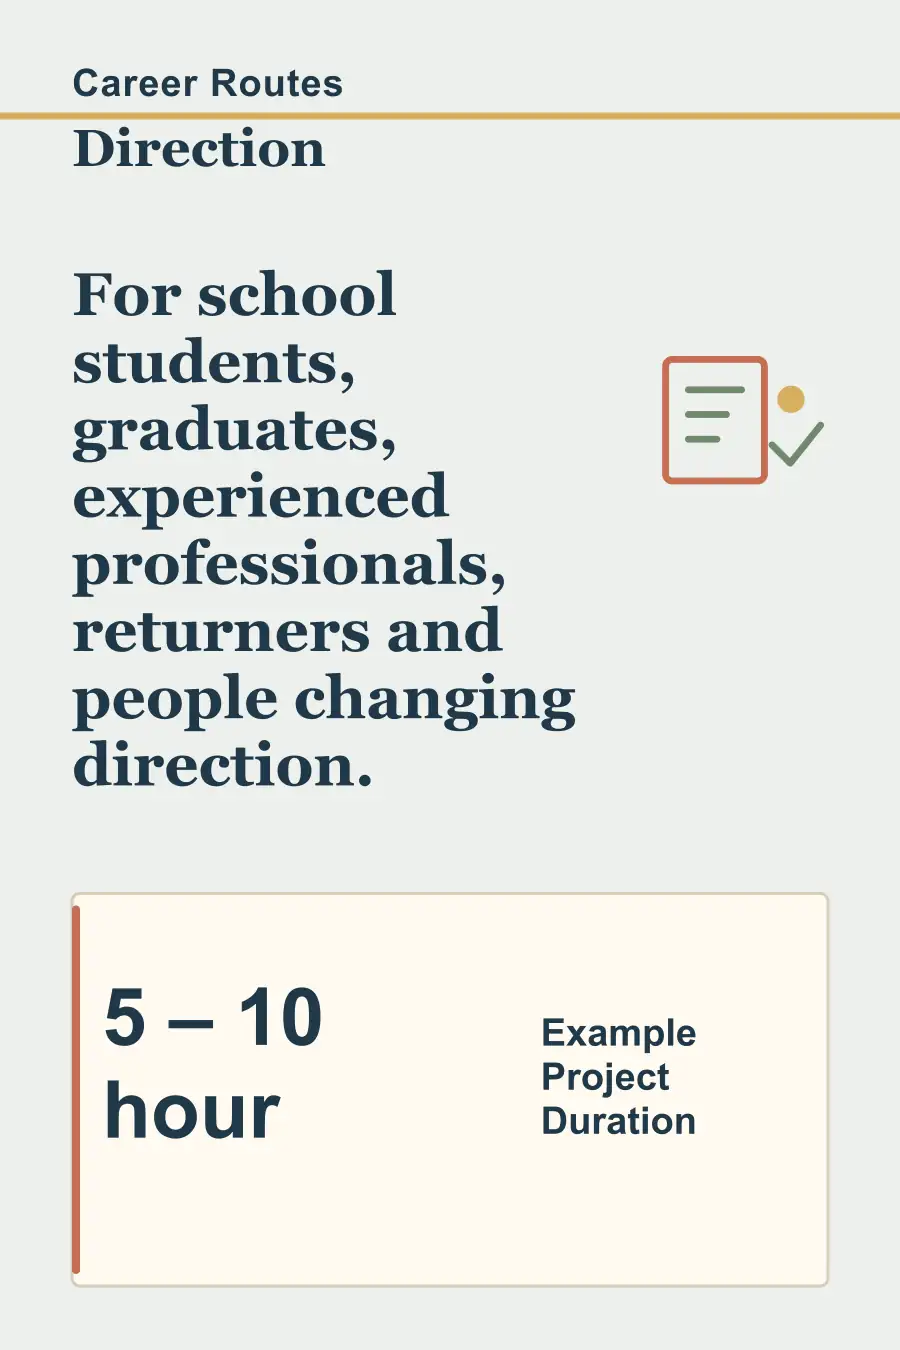 Career Routes
Direction
For school
students,
graduates,
experienced
professionals,
returners and
people changing
direction.
5 – 10
hour
Example
Project
Duration